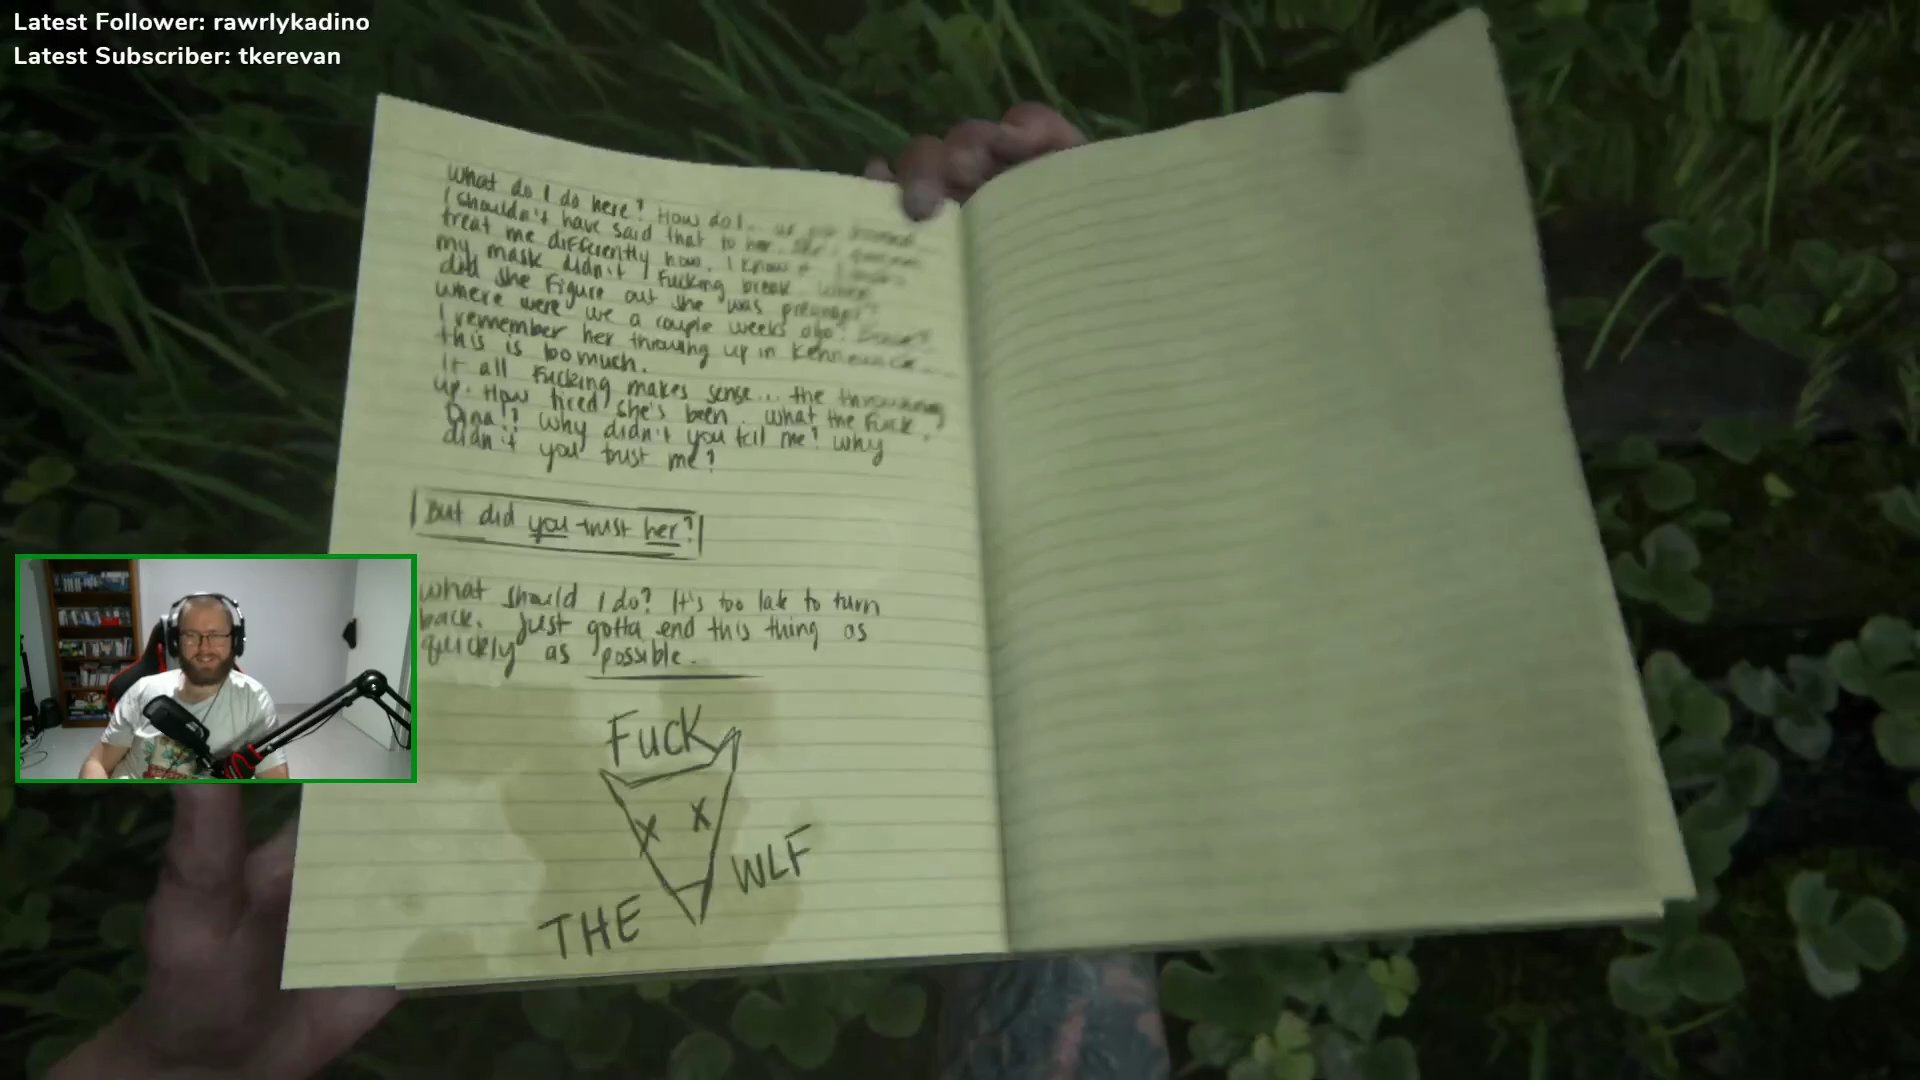 Latest Follower: rawrlykadino
Latest Subscriber: tkerevan
What do I do here? How do I...
I shouldn't have said that to her. She's
treat me differently now. I know it. I
my mask didn't fucking break. When
did she figure out she was pregnant?
Where were we a couple weeks ago?
I remember her throwing up in Kennewick....
this is too much.
It all fucking makes sense... the throwing
up. How tired she's been. What the fuck,
Dina!? Why didn't you tell me? Why
didn't you trust me?
But did you trust her?
What should I do? It's too late to turn
back. Just gotta end this thing as
quickly as possible.
Fuck
THE
WLF